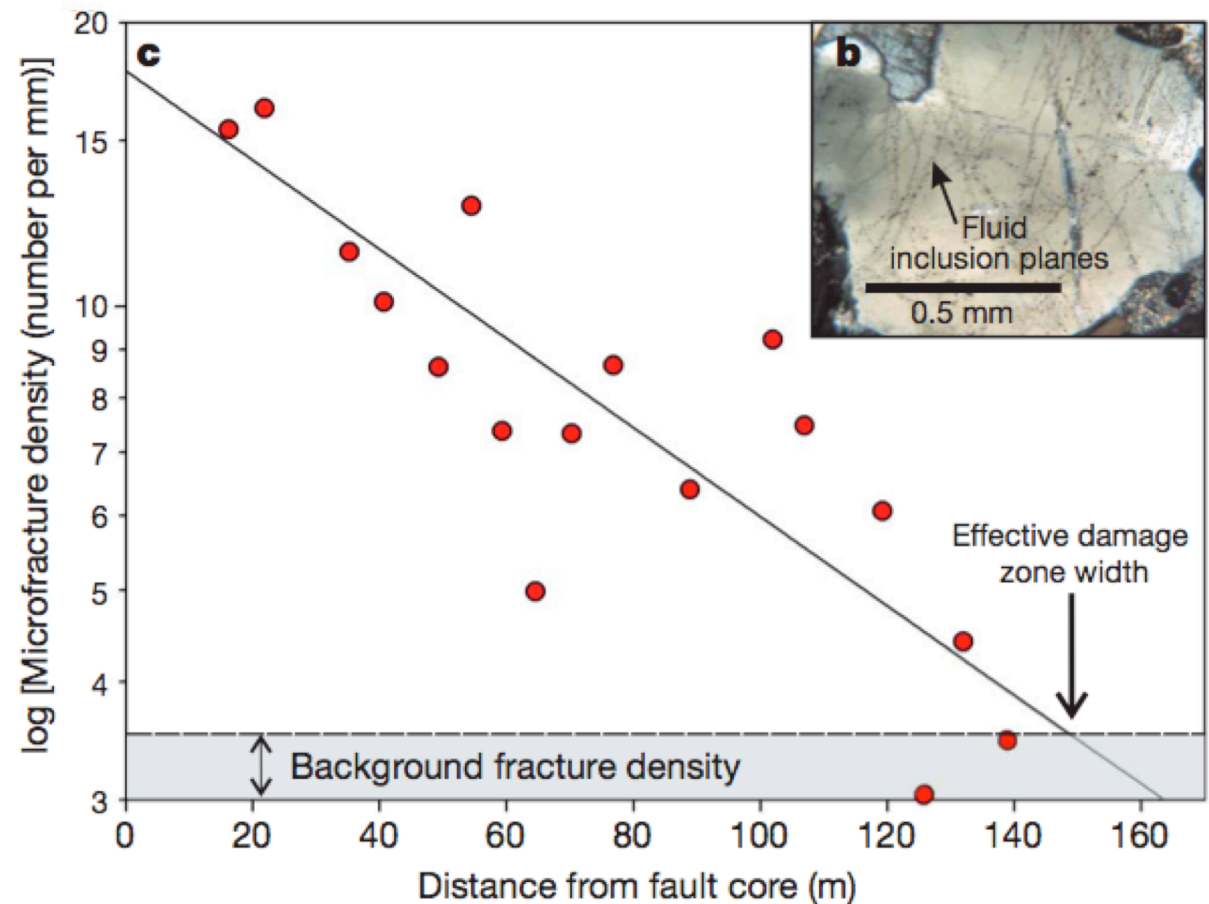 log [Microfracture density (number per mm)]
20
15
10
9
8
7
6
5
4
3
c
b
Fluid
inclusion planes
0.5 mm
Effective damage
zone width
Background fracture density
0 20 40 60 80 100 120 140 160
Distance from fault core (m)